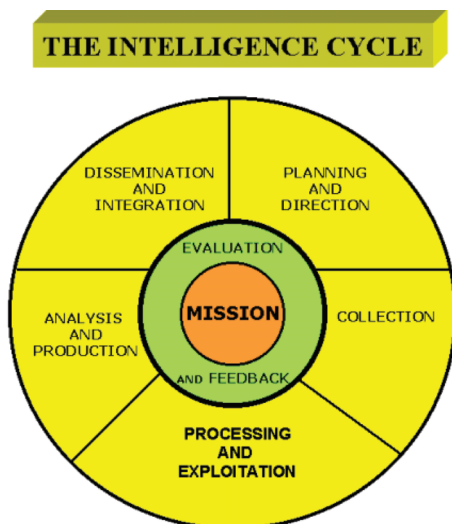 THE INTELLIGENCE CYCLE
DISSEMINATION
AND
INTEGRATION
PLANNING
AND
DIRECTION
EVALUATION
MISSION
AND FEEDBACK
ANALYSIS
AND
PRODUCTION
COLLECTION
PROCESSING
AND
EXPLOITATION